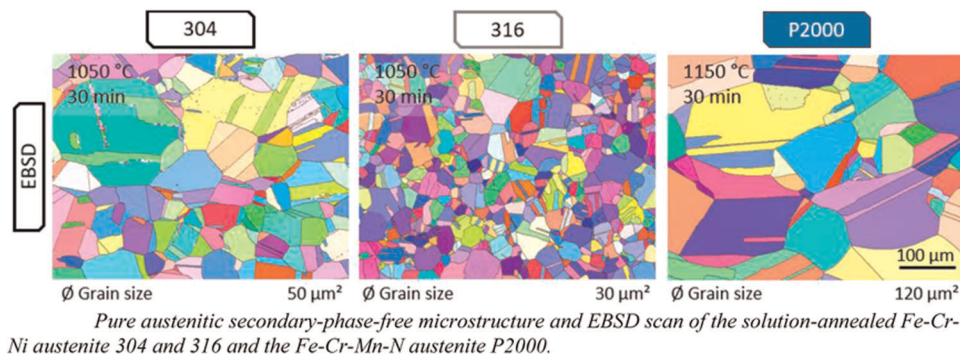 304 316 P2000
1050 °C 1050 °C 1150 °C
30 min 30 min 30 min
EBSD
100 µm
Ø Grain size 50 µm² Ø Grain size 30 µm² Ø Grain size 120 µm²
Pure austenitic secondary-phase-free microstructure and EBSD scan of the solution-annealed Fe-Cr-
Ni austenite 304 and 316 and the Fe-Cr-Mn-N austenite P2000.